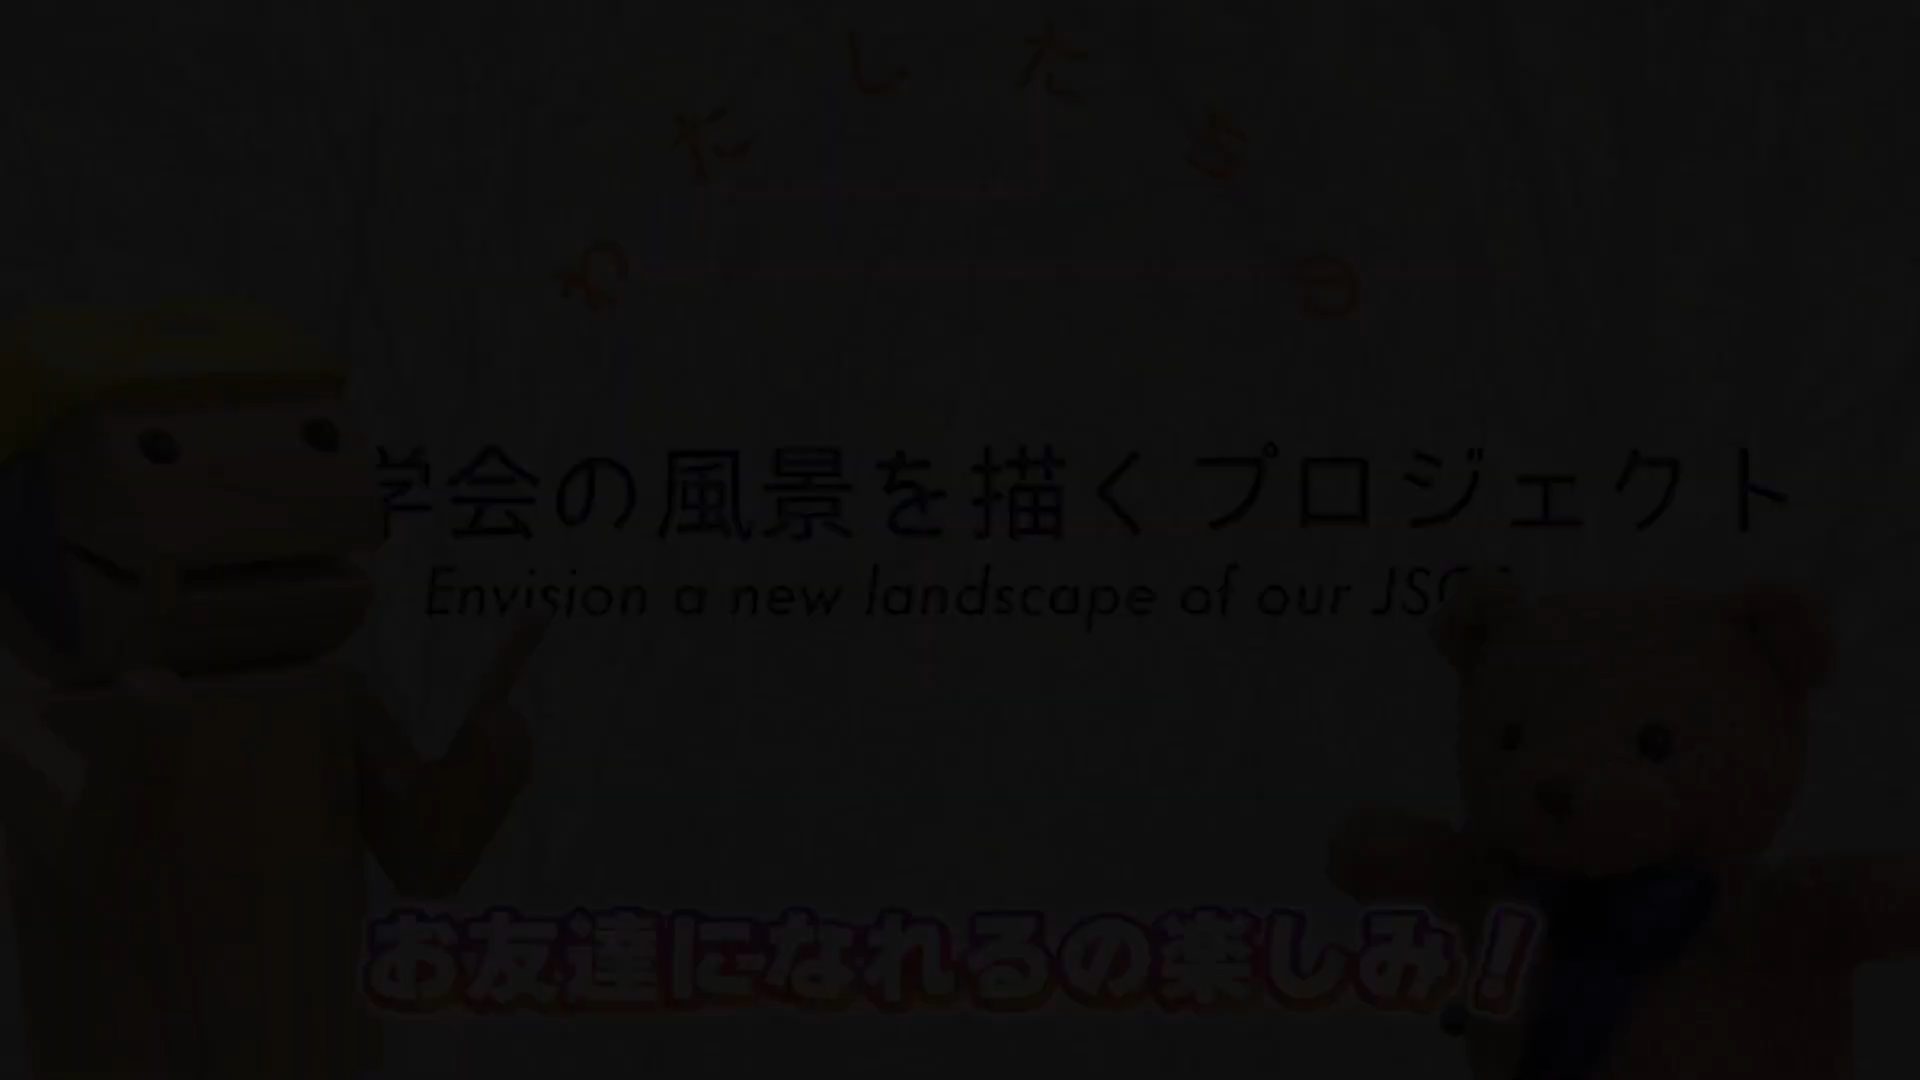 わたしたちの
学会の風景を描くプロジェクト
Envision a new landscape of our
お友達になれるの楽しみ！